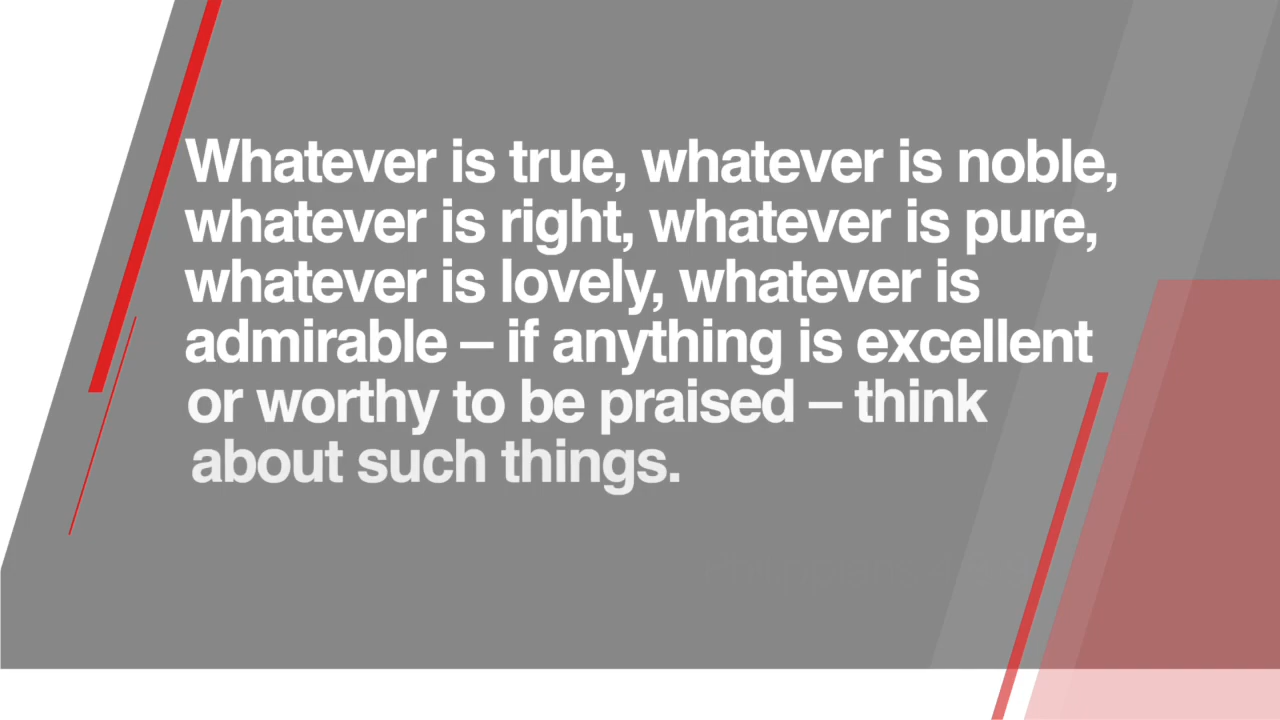 Whatever is true, whatever is noble,
whatever is right, whatever is pure,
whatever is lovely, whatever is
admirable – if anything is excellent
or worthy to be praised – think
about such things.
Philippians